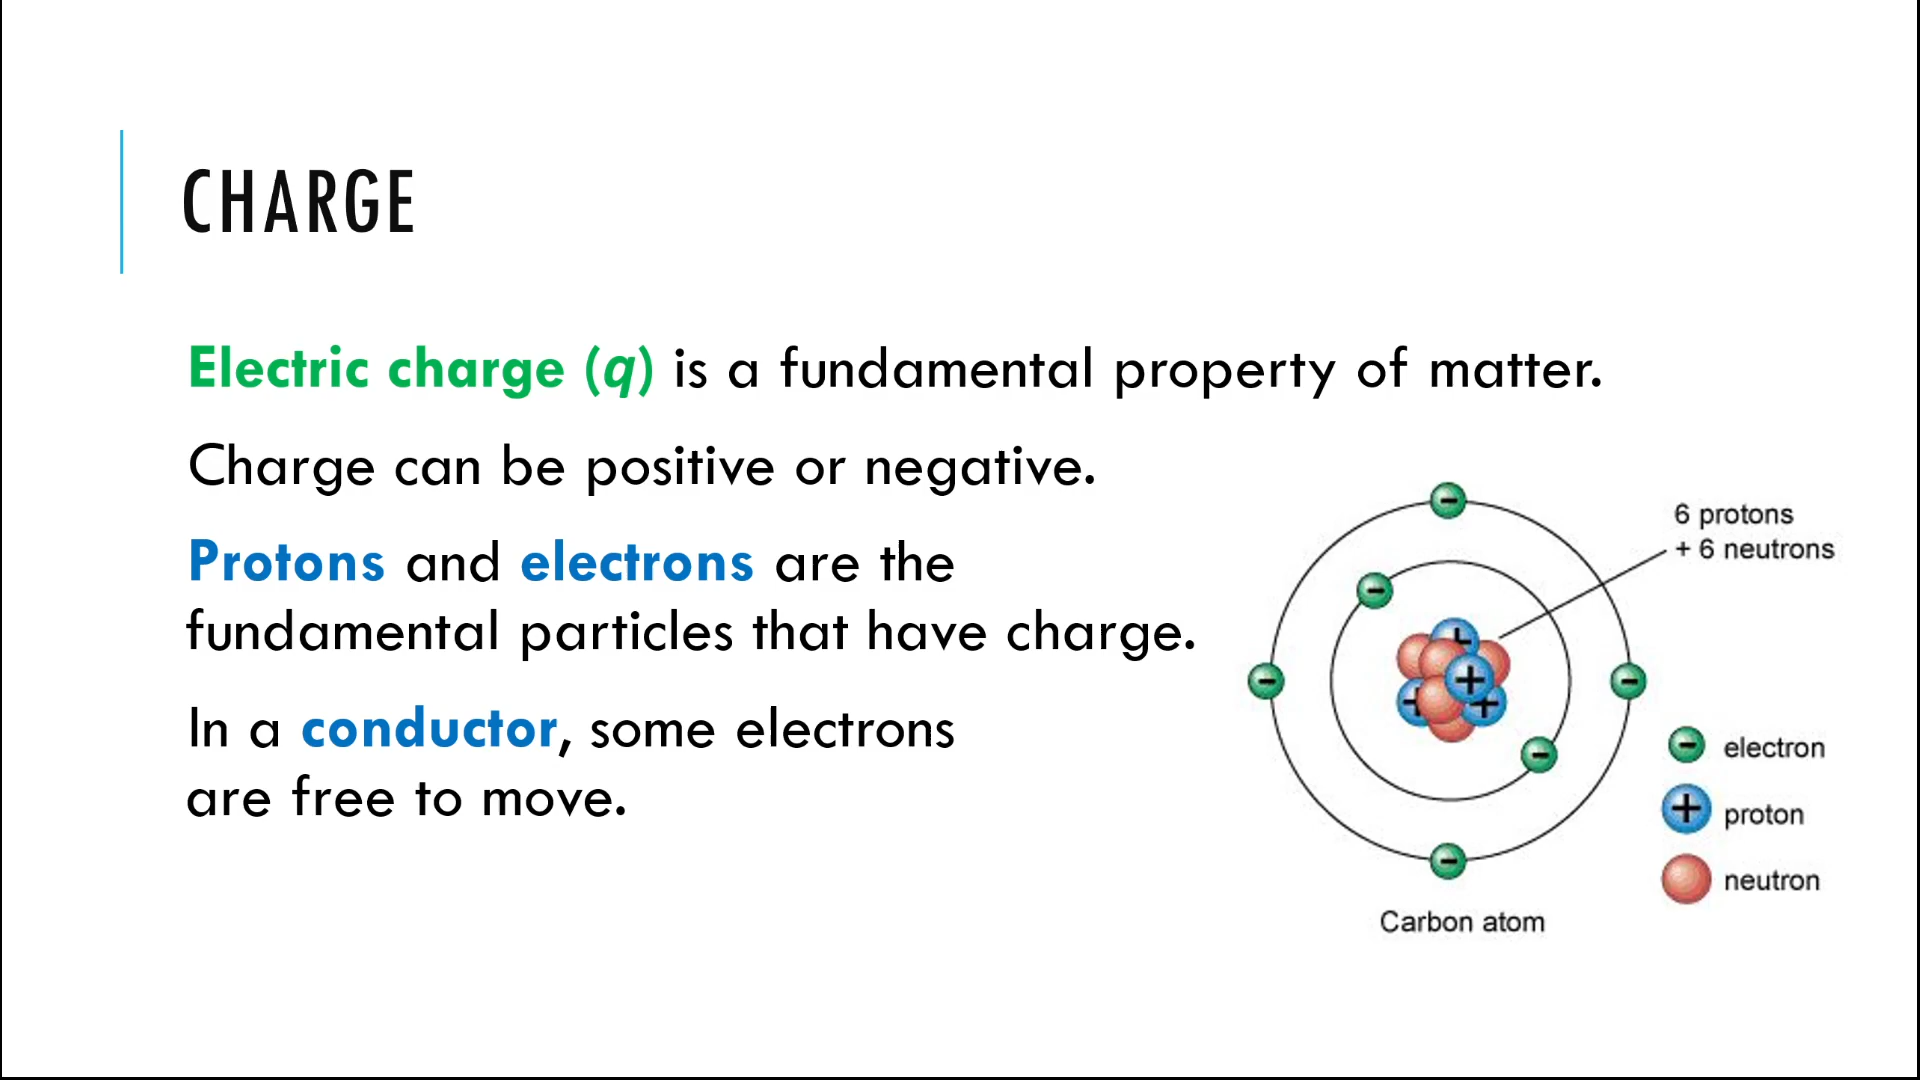 CHARGE
Electric charge (q) is a fundamental property of matter.
Charge can be positive or negative.
Protons and electrons are the
fundamental particles that have charge.
In a conductor, some electrons
are free to move.
6 protons
+ 6 neutrons
electron
proton
neutron
Carbon atom